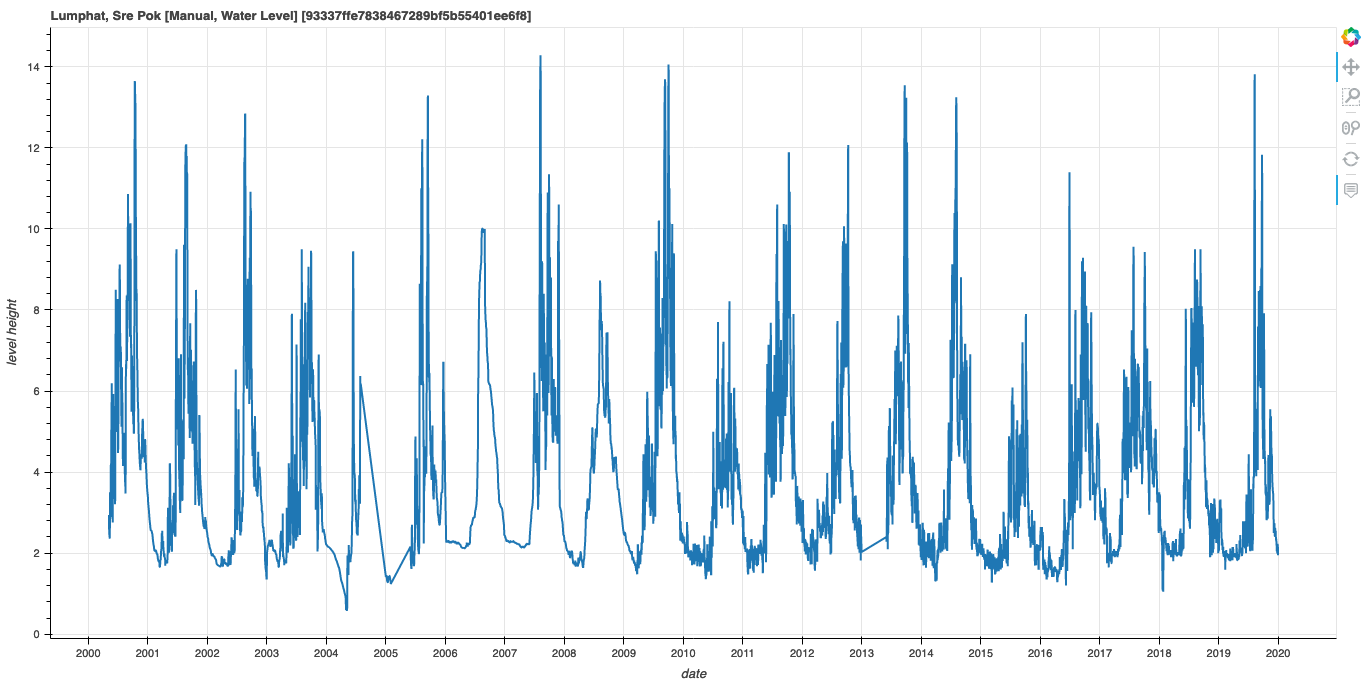 Lumphat, Sre Pok [Manual, Water Level] [93337ffe7838467289bf5b55401ee6f8]
level height
14
12
10
8
6
4
2
0
2000 2001 2002 2003 2004 2005 2006 2007 2008 2009 2010 2011 2012 2013 2014 2015 2016 2017 2018 2019 2020
date